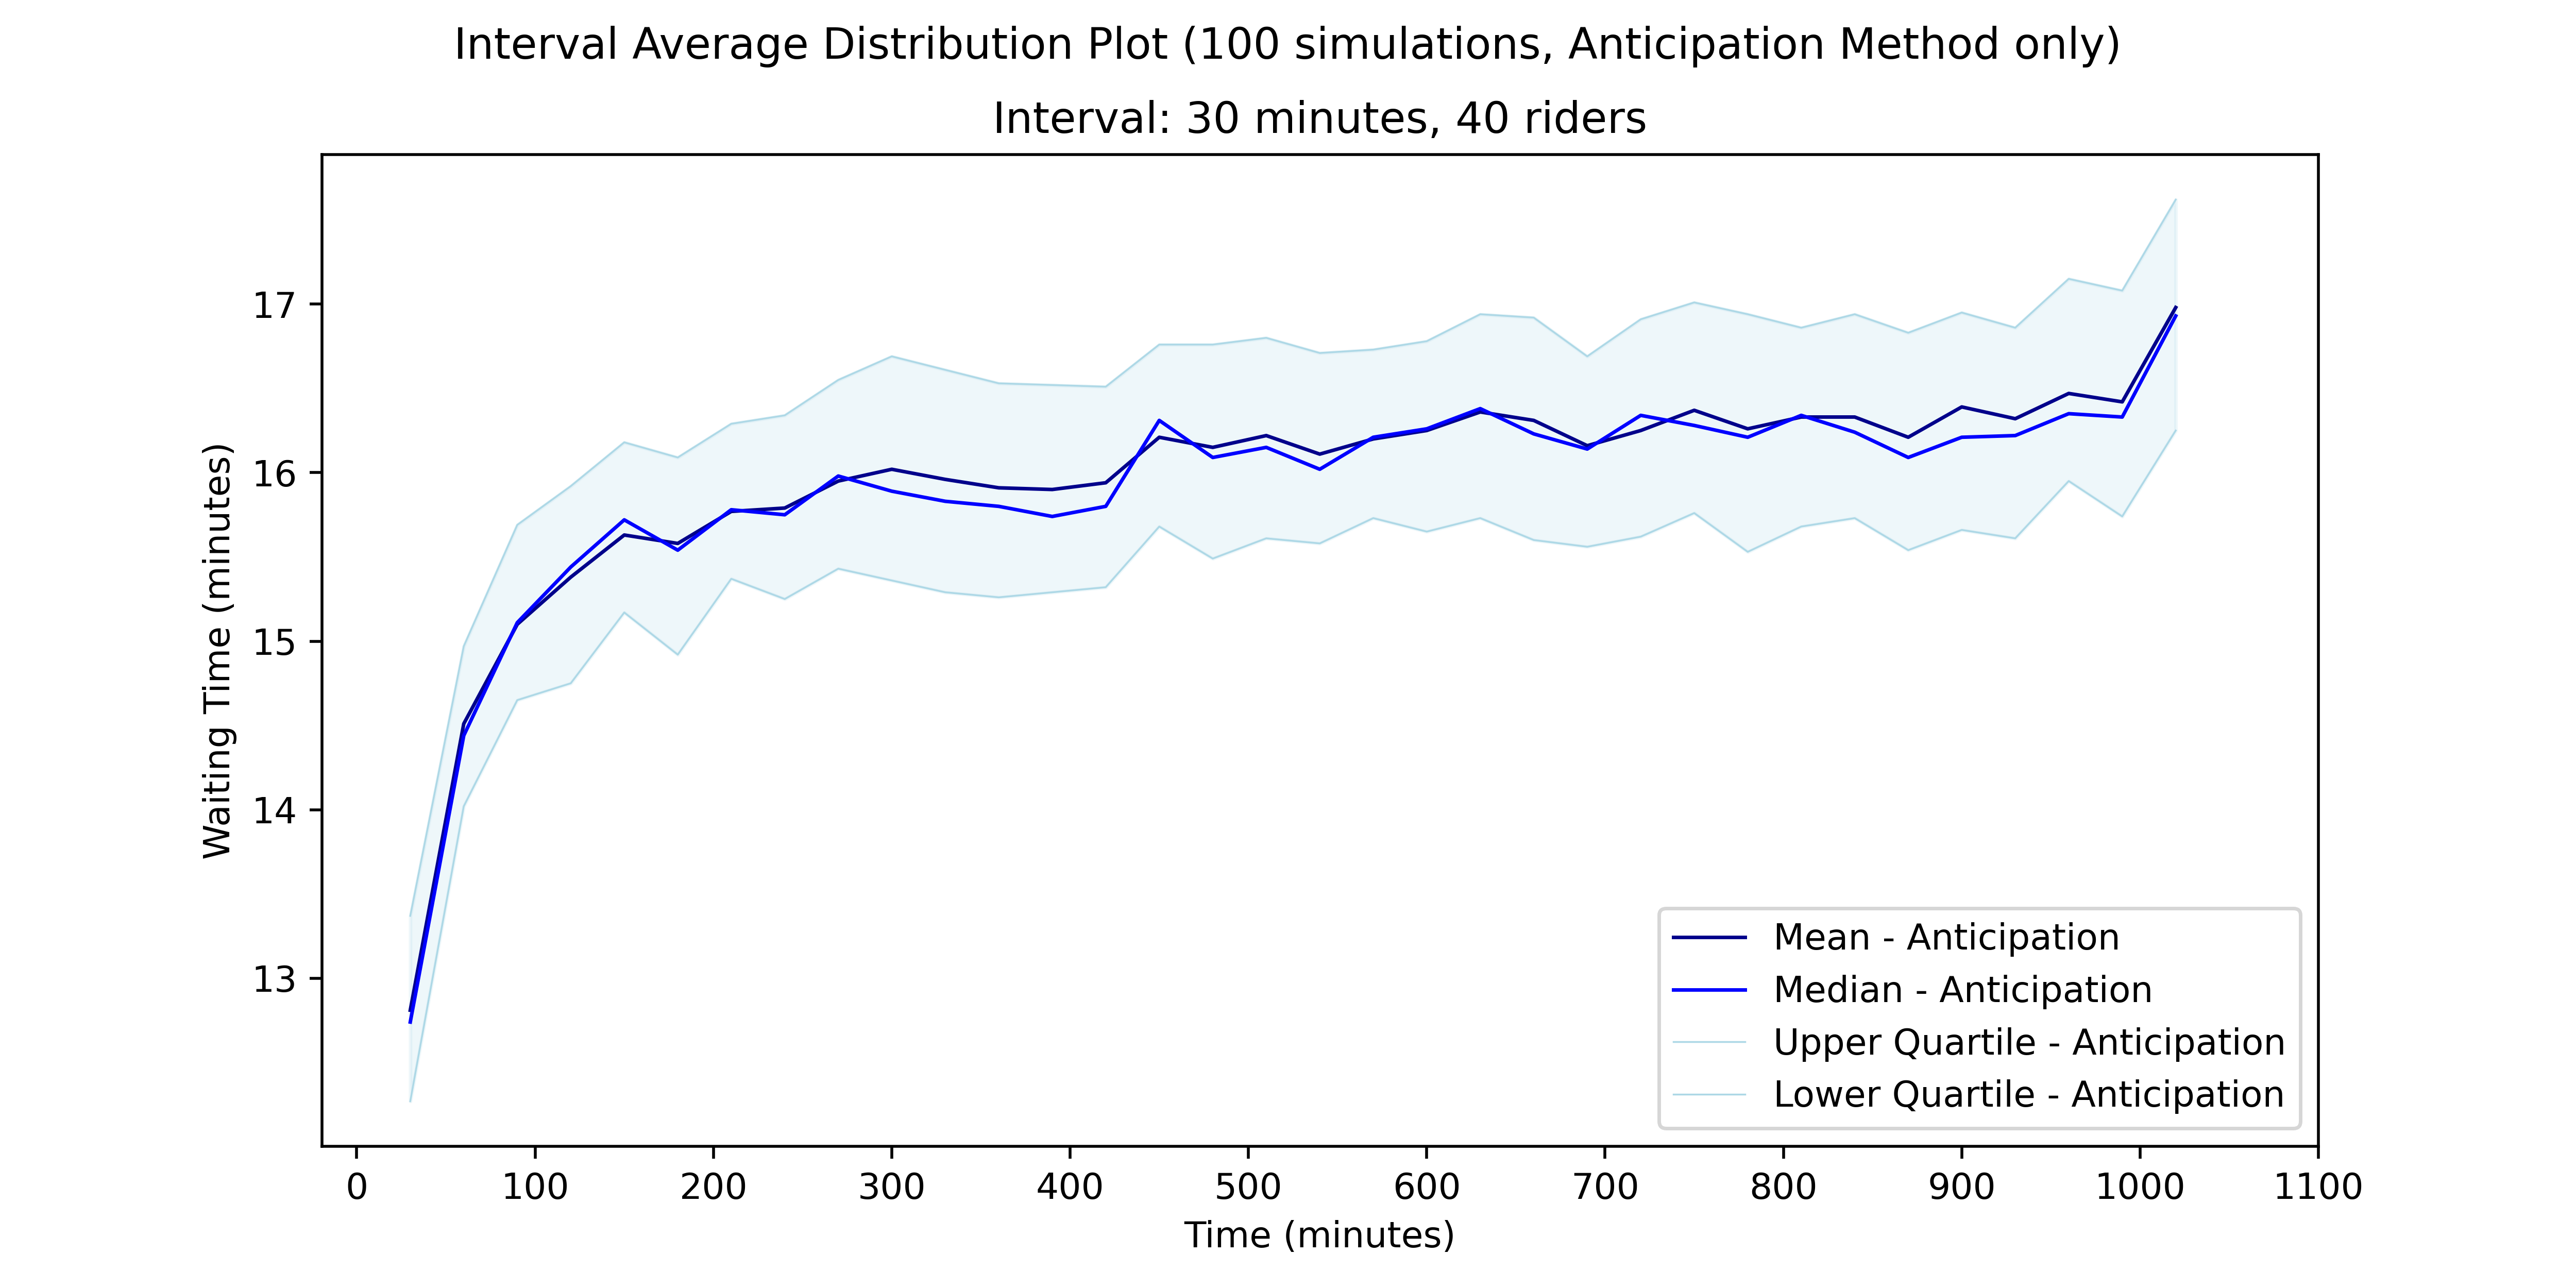 Interval Average Distribution Plot (100 simulations, Anticipation Method only)
Interval: 30 minutes, 40 riders
Waiting Time (minutes)
17
16
15
14
13
Mean - Anticipation
Median - Anticipation
Upper Quartile - Anticipation
Lower Quartile - Anticipation
0 100 200 300 400 500 600 700 800 900 1000 1100
Time (minutes)